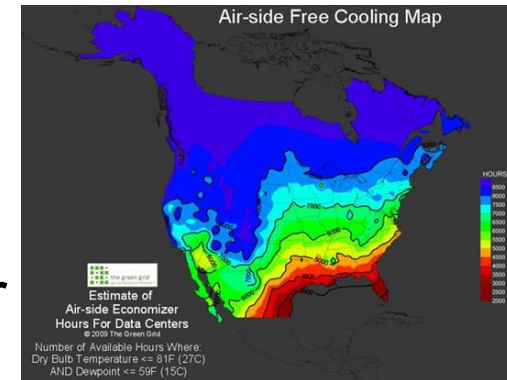 Air-side Free Cooling Map
HOURS
8500
8000
7500
7000
6500
6000
5500
5000
4500
4000
3500
3000
2500
2000
7000
6000
5000
4000
the green grid
Estimate of
Air-side Economizer
Hours For Data Centers
© 2009 The Green Grid
Number of Available Hours Where:
Dry Bulb Temperature <= 81F (27C)
AND Dewpoint <= 59F (15C)